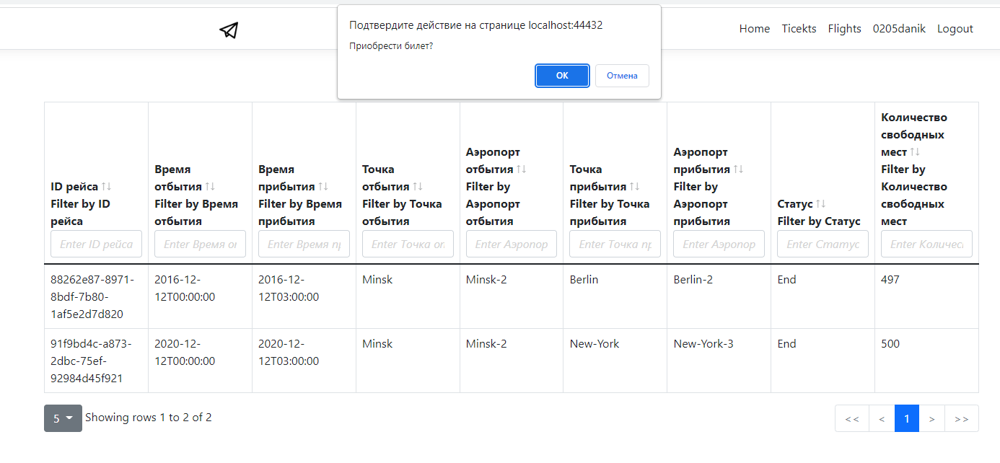 Подтвердите действие на странице localhost:44432
Приобрести билет?
ОК
Отмена
Home Ticekts Flights 0205danik Logout
ID рейса ↑↓
Filter by ID
рейса
Enter ID рейса
Время
отбытия ↑↓
Filter by Время
отбытия
Enter Время от
Время
прибытия ↑↓
Filter by Время
прибытия
Enter Время пр
Точка
отбытия ↑↓
Filter by Точка
отбытия
Enter Точка от
Аэропорт
отбытия ↑↓
Filter by
Аэропорт
отбытия
Enter Аэропор
Точка
прибытия ↑↓
Filter by Точка
прибытия
Enter Точка пр
Аэропорт
прибытия ↑↓
Filter by
Аэропорт
прибытия
Enter Аэропор
Статус ↑↓
Filter by Статус
Enter Статус
Количество
свободных
мест ↑↓
Filter by
Количество
свободных
мест
Enter Количес
88262e87-8971-
8bdf-7b80-
1af5e2d7d820
2016-12-
12T00:00:00
2016-12-
12T03:00:00
Minsk
Minsk-2
Berlin
Berlin-2
End
497
91f9bd4c-a873-
2dbc-75ef-
92984d45f921
2020-12-
12T00:00:00
2020-12-
12T03:00:00
Minsk
Minsk-2
New-York
New-York-3
End
500
5 Showing rows 1 to 2 of 2
<< < 1 > >>